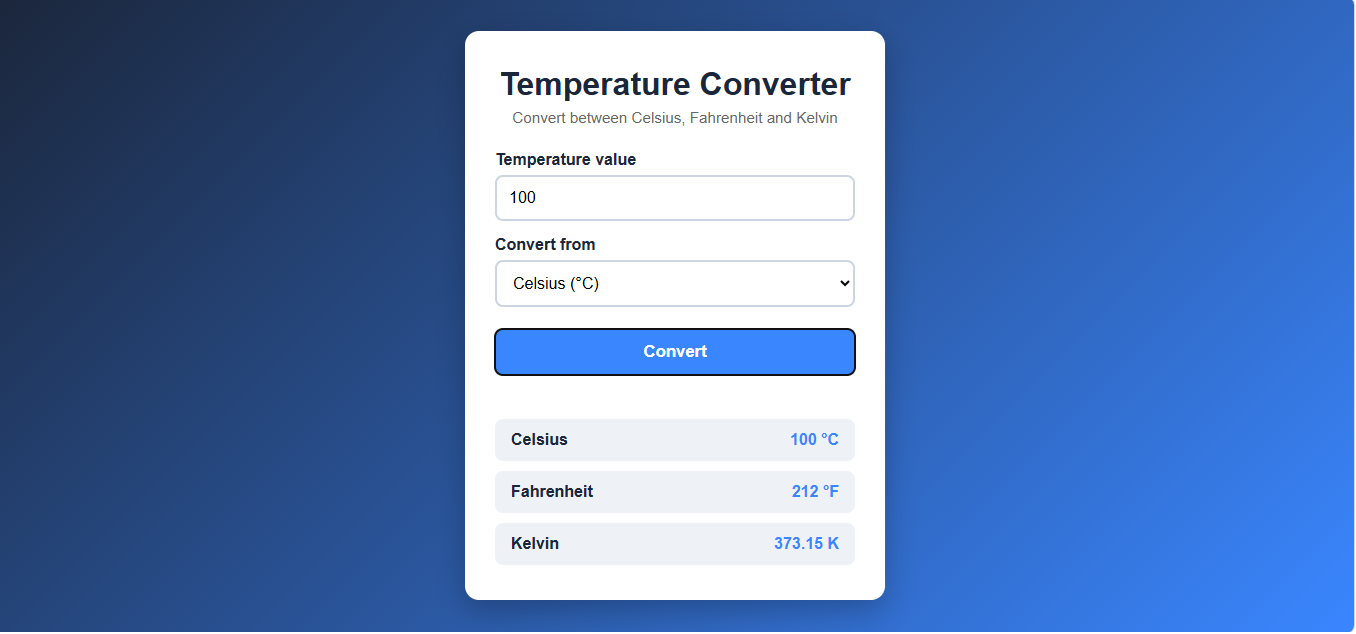 Temperature Converter
Convert between Celsius, Fahrenheit and Kelvin
Temperature value
100
Convert from
Celsius (°C)
Convert
Celsius 100 °C
Fahrenheit 212 °F
Kelvin 373.15 K